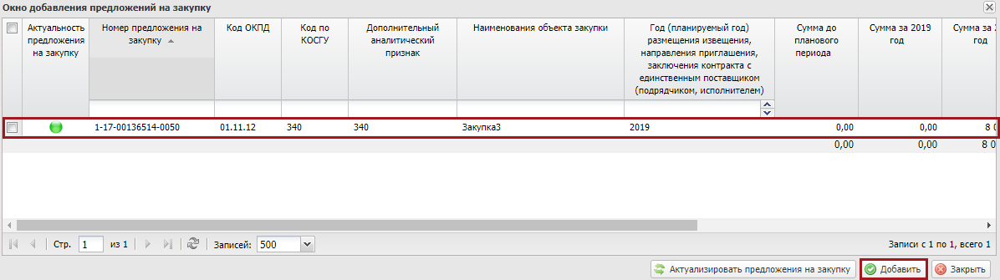 Окно добавления предложений на закупку
Актуальность предложения на закупку
Номер предложения на закупку
Код ОКПД
Код по КОСГУ
Дополнительный аналитический признак
Наименования объекта закупки
Год (планируемый год) размещения извещения, направления приглашения, заключения контракта с единственным поставщиком (подрядчиком, исполнителем)
Сумма до планового периода
Сумма за 2019 год
Сумма за 2 год
1-17-00136514-0050 01.11.12 340 340 Закупка3 2019 0,00 0,00 8 0
0,00 0,00 8 0
Стр. 1 из 1 Записей: 500 Записи с 1 по 1, всего 1
Актуализировать предложения на закупку Добавить Закрыть